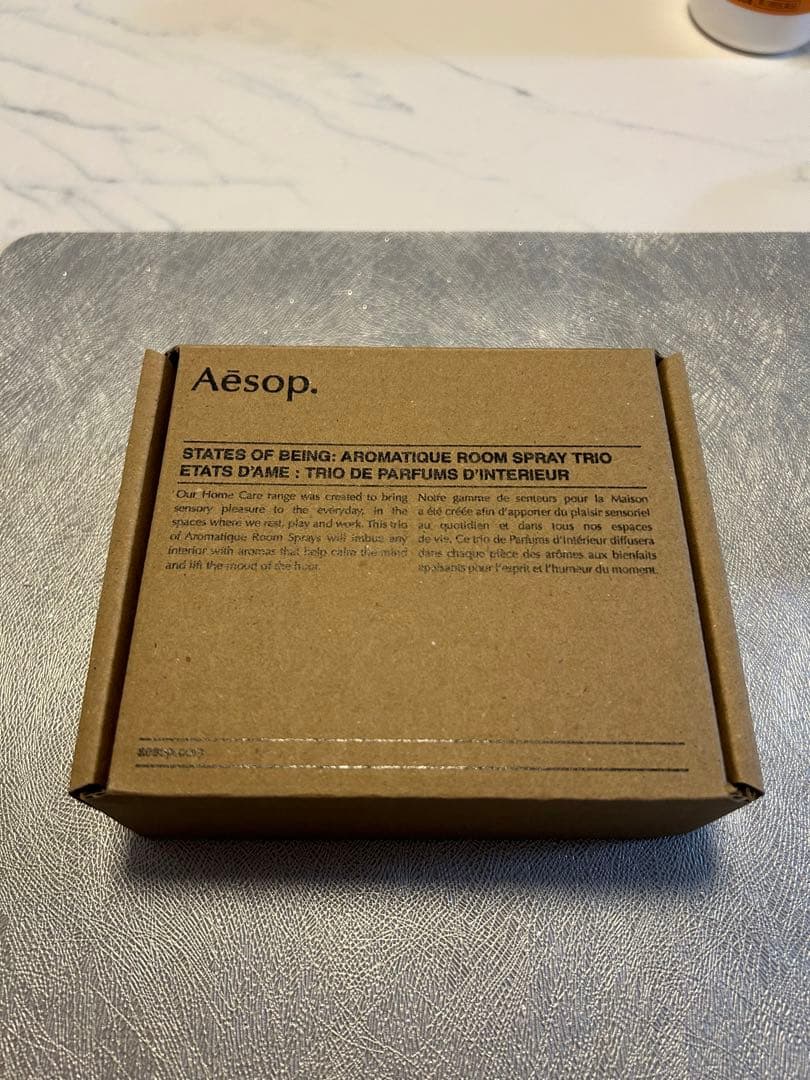 Aēsop.
STATES OF BEING: AROMATIQUE ROOM SPRAY TRIO
ETATS D'AME : TRIO DE PARFUMS D'INTERIEUR
Our Home Care range was created to bring
sensory pleasure to the everyday, in the
spaces where we rest, play and work. This trio
of Aromatique Room Sprays will imbue any
interior with aromas that help calm the mind
and lift the mood of the hour.
Notre gamme de senteurs pour la Maison
a été créée afin d'apporter du plaisir sensoriel
au quotidien et dans tous nos espaces
de vie. Ce trio de Parfums d'Intérieur diffusera
dans chaque pièce des arômes aux bienfaits
apaisants pour l'esprit et l'humeur du moment.
aesop.com